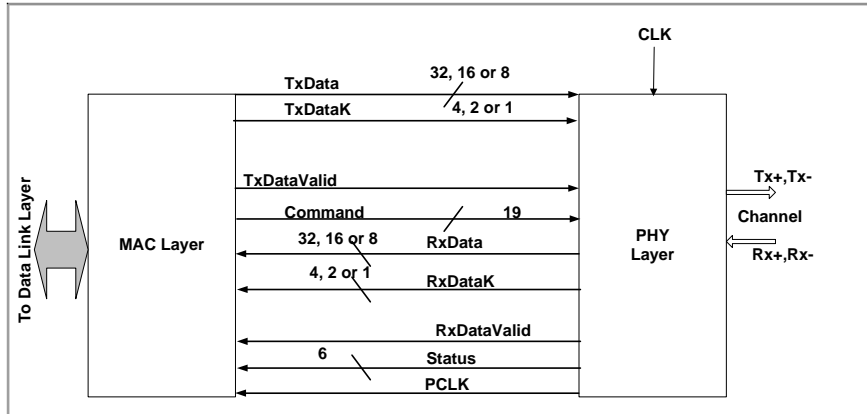 CLK
TxData
32, 16 or 8
TxDataK
4, 2 or 1
TxDataValid
Command
19
32, 16 or 8
RxData
4, 2 or 1
RxDataK
RxDataValid
6
Status
PCLK
To Data Link Layer
MAC Layer
PHY
Layer
Tx+,Tx-
Channel
Rx+,Rx-